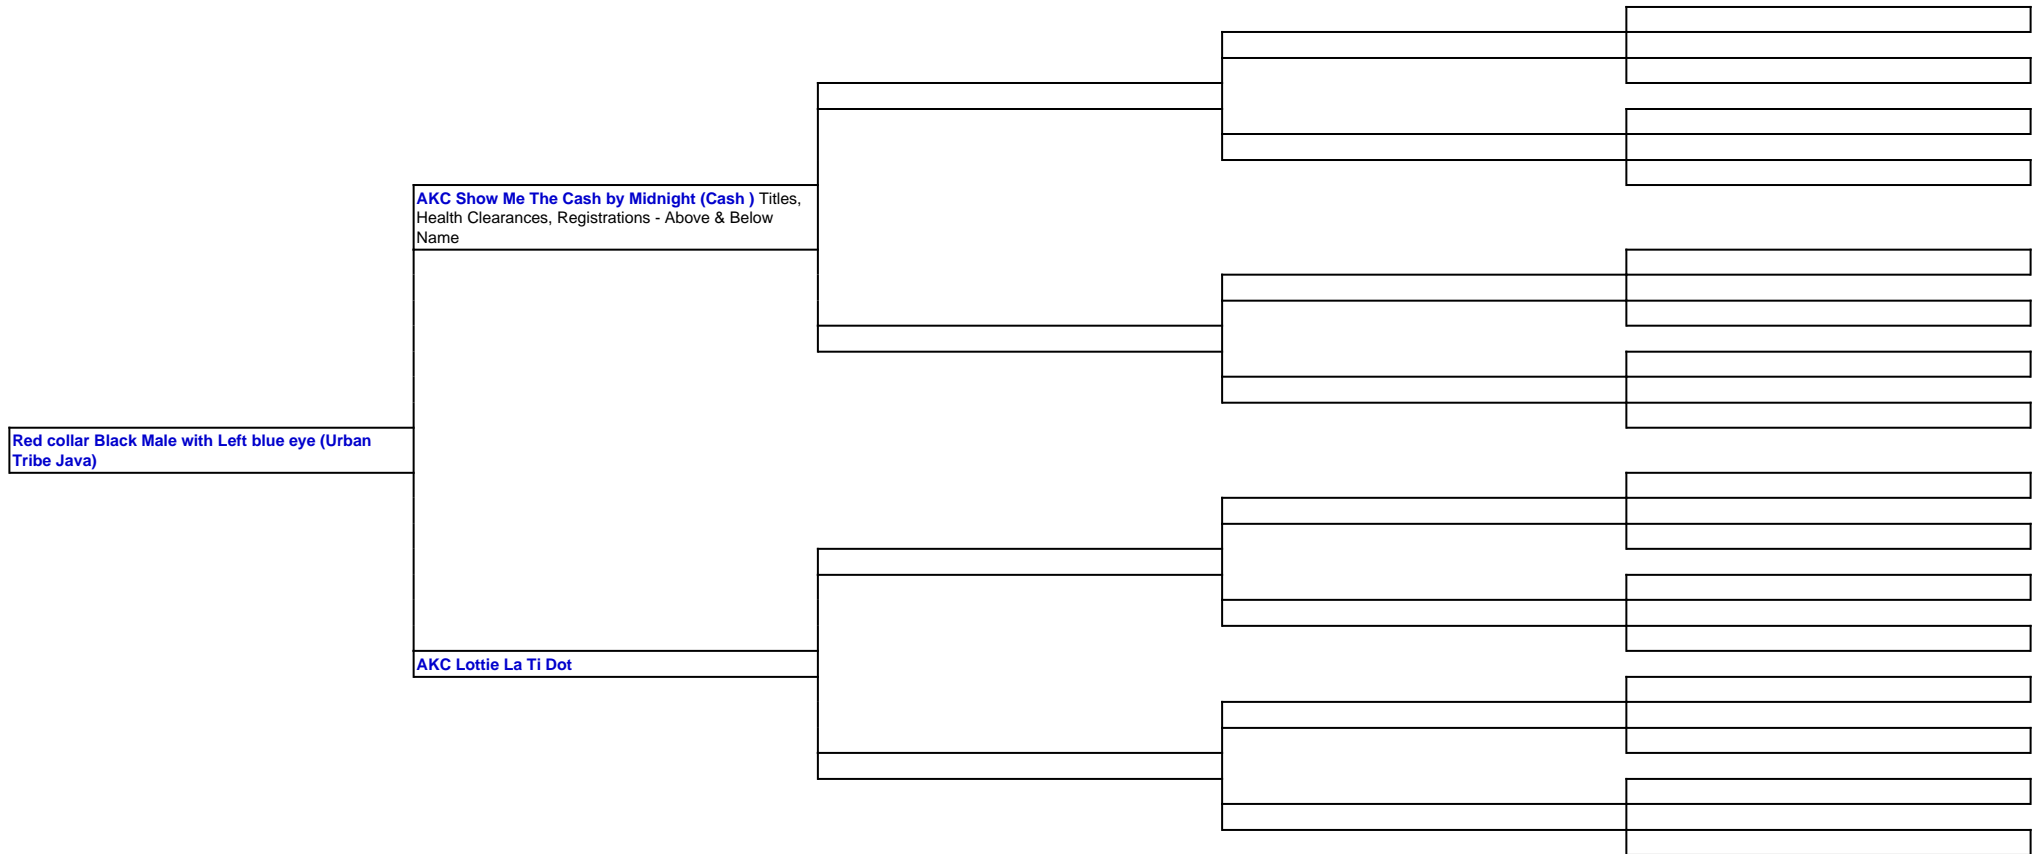 AKC Show Me The Cash by Midnight (Cash ) Titles,
Health Clearances, Registrations - Above & Below
Name
Red collar Black Male with Left blue eye (Urban
Tribe Java)
AKC Lottie La Ti Dot